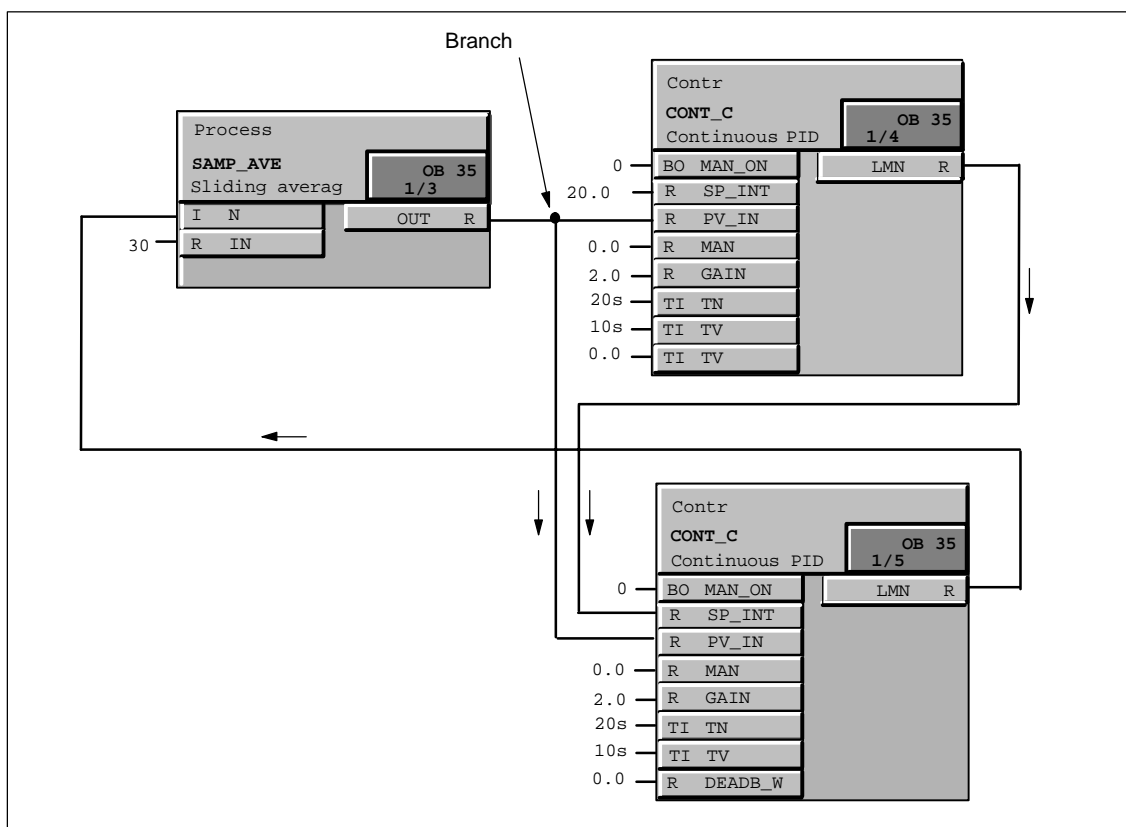 Branch
Process
SAMP_AVE
Sliding averag
OB 35
1/3
I N
OUT R
30
R IN
Contr
CONT_C
Continuous PID
OB 35
1/4
0
BO MAN_ON
LMN R
20.0
R SP_INT
R PV_IN
0.0
R MAN
2.0
R GAIN
20s
TI TN
10s
TI TV
0.0
TI TV
Contr
CONT_C
Continuous PID
OB 35
1/5
0
BO MAN_ON
LMN R
R SP_INT
R PV_IN
0.0
R MAN
2.0
R GAIN
20s
TI TN
10s
TI TV
0.0
R DEADB_W